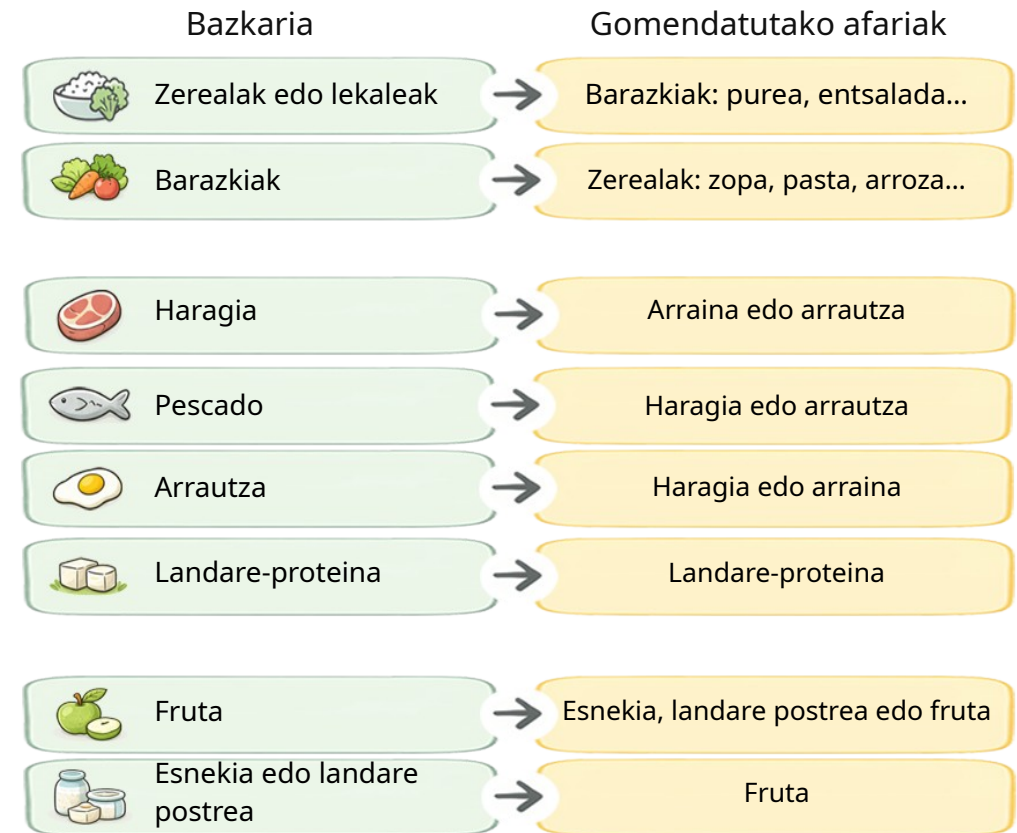 Bazkaria
Gomendatutako afariak
Zerealak edo lekaleak
Barazkiak: purea, entsalada...
Barazkiak
Zerealak: zopa, pasta, arroza...
Haragia
Arraina edo arrautza
Pescado
Haragia edo arrautza
Arrautza
Haragia edo arraina
Landare-proteina
Landare-proteina
Fruta
Esnekia, landare postrea edo fruta
Esnekia edo landare
postrea
Fruta